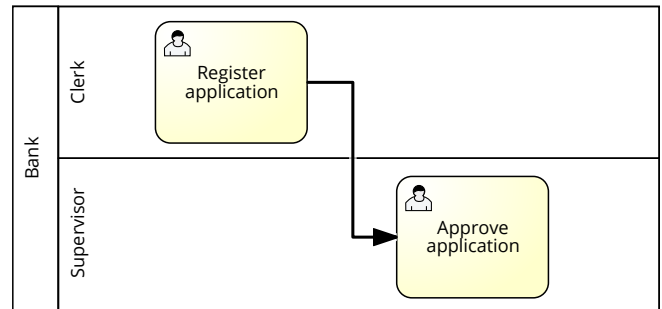 Bank
Clerk
Register
application
Supervisor
Approve
application